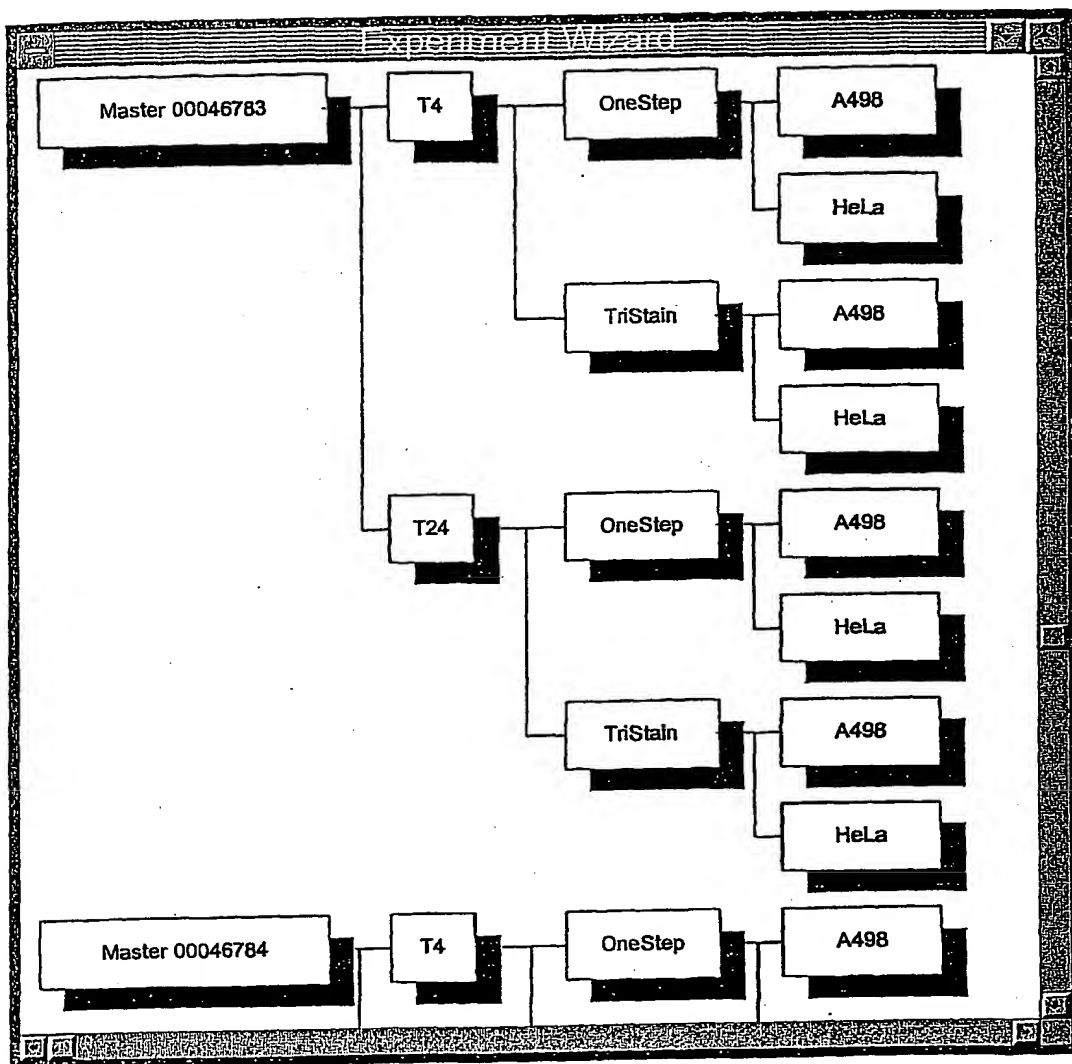 Experiment Wizard
Master 00046783
T4
OneStep
A498
HeLa
TriStain
A498
HeLa
T24
OneStep
A498
HeLa
TriStain
A498
HeLa
Master 00046784
T4
OneStep
A498